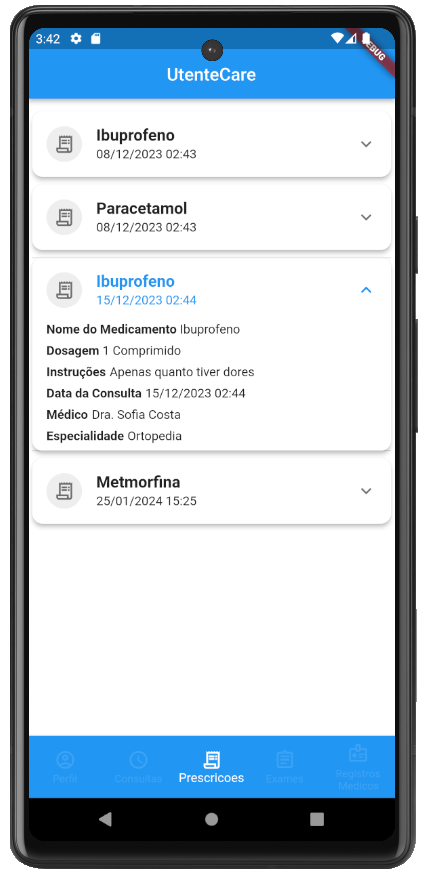 3:42
DEBUG
UtenteCare
Ibuprofeno
08/12/2023 02:43
Paracetamol
08/12/2023 02:43
Ibuprofeno
15/12/2023 02:44
Nome do Medicamento Ibuprofeno
Dosagem 1 Comprimido
Instruções Apenas quanto tiver dores
Data da Consulta 15/12/2023 02:44
Médico Dra. Sofia Costa
Especialidade Ortopedia
Metmorfina
25/01/2024 15:25
Perfil
Consultas
Prescricoes
Exames
Registros
Medicos